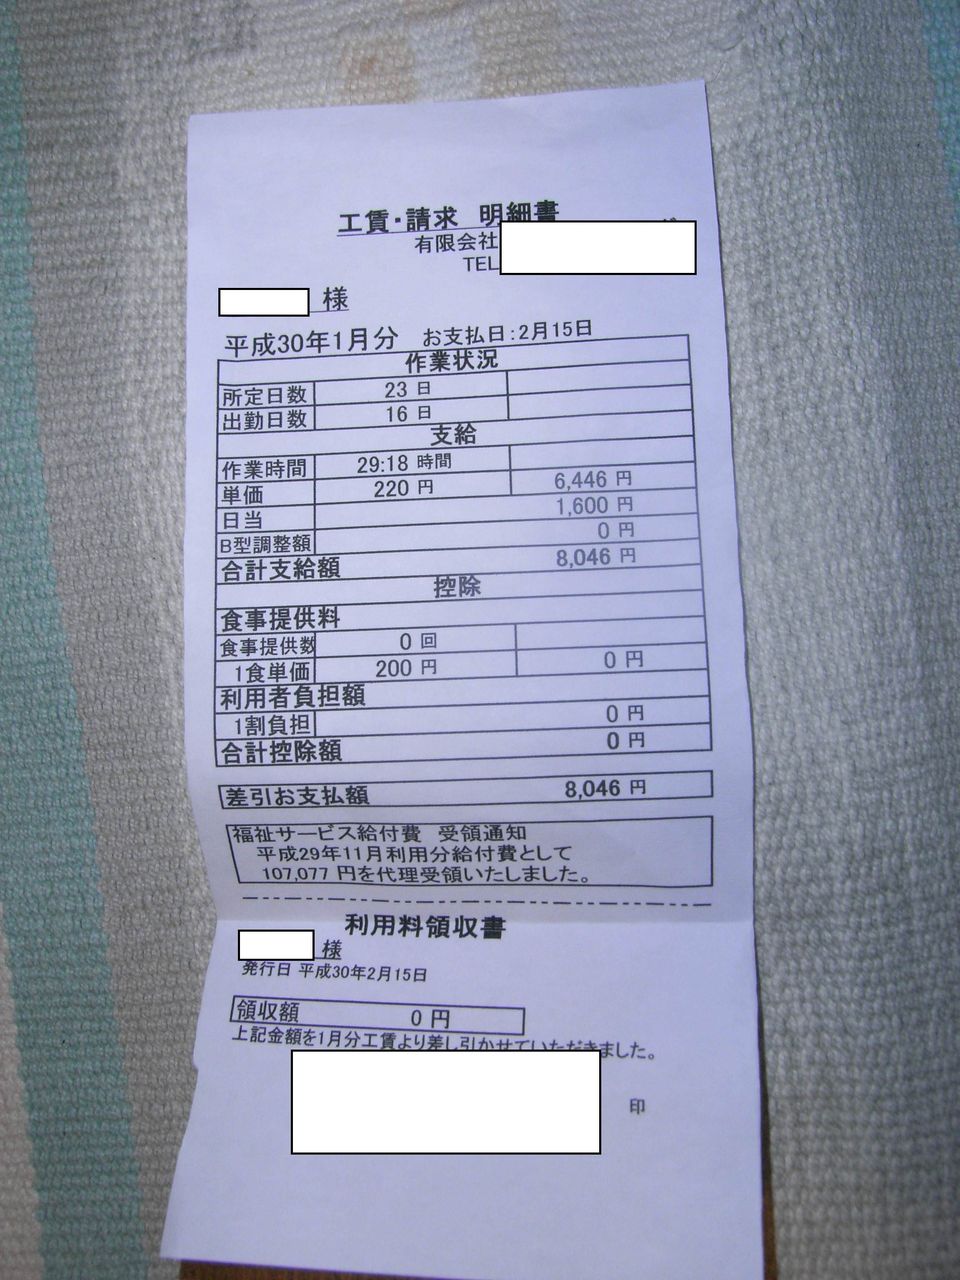 工賃・請求 明細書
有限会社
TEL
様
平成30年1月分 お支払日:2月15日
作業状況
所定日数 23 日
出勤日数 16 日
支給
作業時間 29:18 時間
単価 220 円 6,446 円
日当 1,600 円
B型調整額 0 円
合計支給額 8,046 円
控除
食事提供料
食事提供数 0 回
1食単価 200 円 0 円
利用者負担額
1割負担 0 円
合計控除額 0 円
差引お支払額 8,046 円
福祉サービス給付費 受領通知
平成29年11月利用分給付費として
107,077 円を代理受領いたしました。
利用料領収書
様
発行日 平成30年2月15日
領収額 0 円
上記金額を1月分工賃より差し引かせていただきました。
印